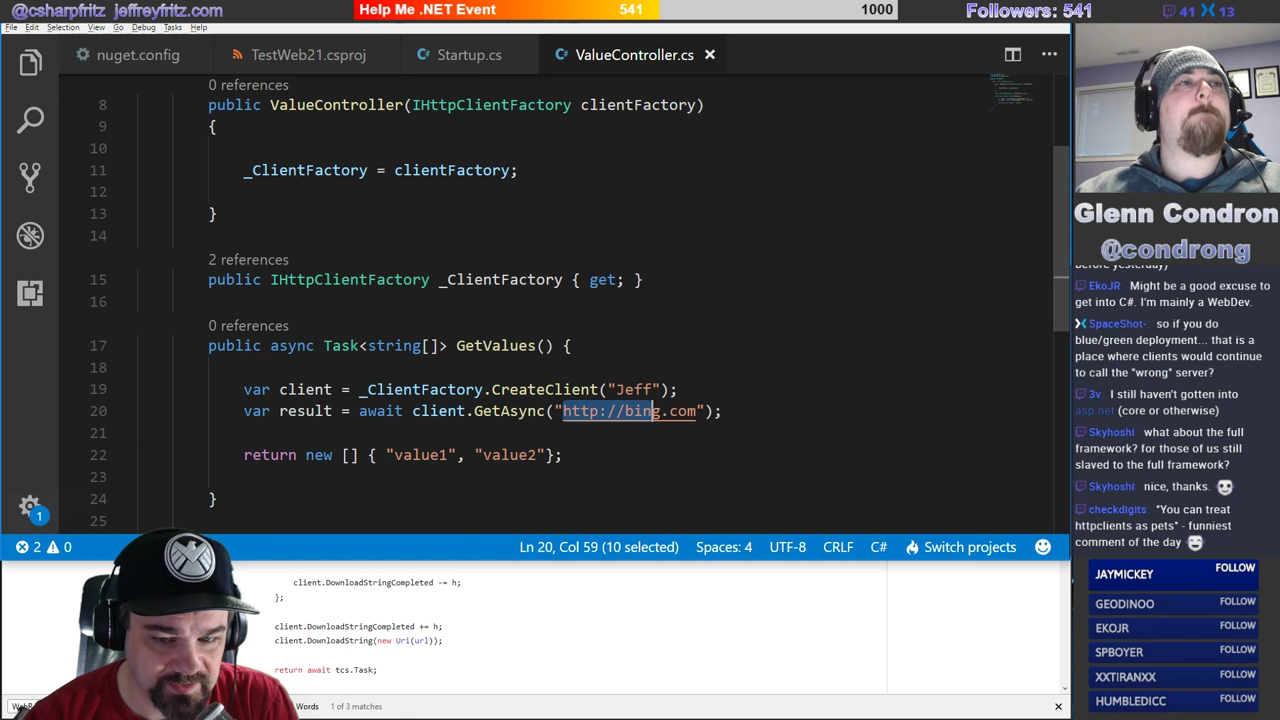 @csharpfritz jeffreyfritz.com
Help Me .NET Event 541 1000
Followers: 541 41 13
File Edit Selection View Go Debug Tasks Help
nuget.config TestWeb21.csproj Startup.cs ValueController.cs
0 references
8 public ValueController(IHttpClientFactory clientFactory)
9 {
10
11 _ClientFactory = clientFactory;
12
13 }
14
2 references
15 public IHttpClientFactory _ClientFactory { get; }
16
0 references
17 public async Task<string[]> GetValues() {
18
19 var client = _ClientFactory.CreateClient("Jeff");
20 var result = await client.GetAsync("http://bing.com");
21
22 return new [] { "value1", "value2"};
23
24 }
25
1
2 0 Ln 20, Col 59 (10 selected) Spaces: 4 UTF-8 CRLF C# Switch projects
client.DownloadStringCompleted -= h;
};
client.DownloadStringCompleted += h;
client.DownloadString(new Uri(url));
return await tcs.Task;
Words 1 of 3 matches
Glenn Condron
@condrong
before yesterday)
EkoJR Might be a good excuse to
get into C#. I'm mainly a WebDev.
SpaceShot- so if you do
blue/green deployment... that is a
place where clients would continue
to call the "wrong" server?
3v I still haven't gotten into
asp.net (core or otherwise)
Skyhoshi what about the full
framework? for those of us still
slaved to the full framework?
Skyhoshi nice, thanks.
checkdigits "You can treat
httpclients as pets" - funniest
comment of the day
JAYMICKEY FOLLOW
GEODINOO FOLLOW
EKOJR FOLLOW
SPBOYER FOLLOW
XXTIRANXX FOLLOW
HUMBLEDICC FOLLOW